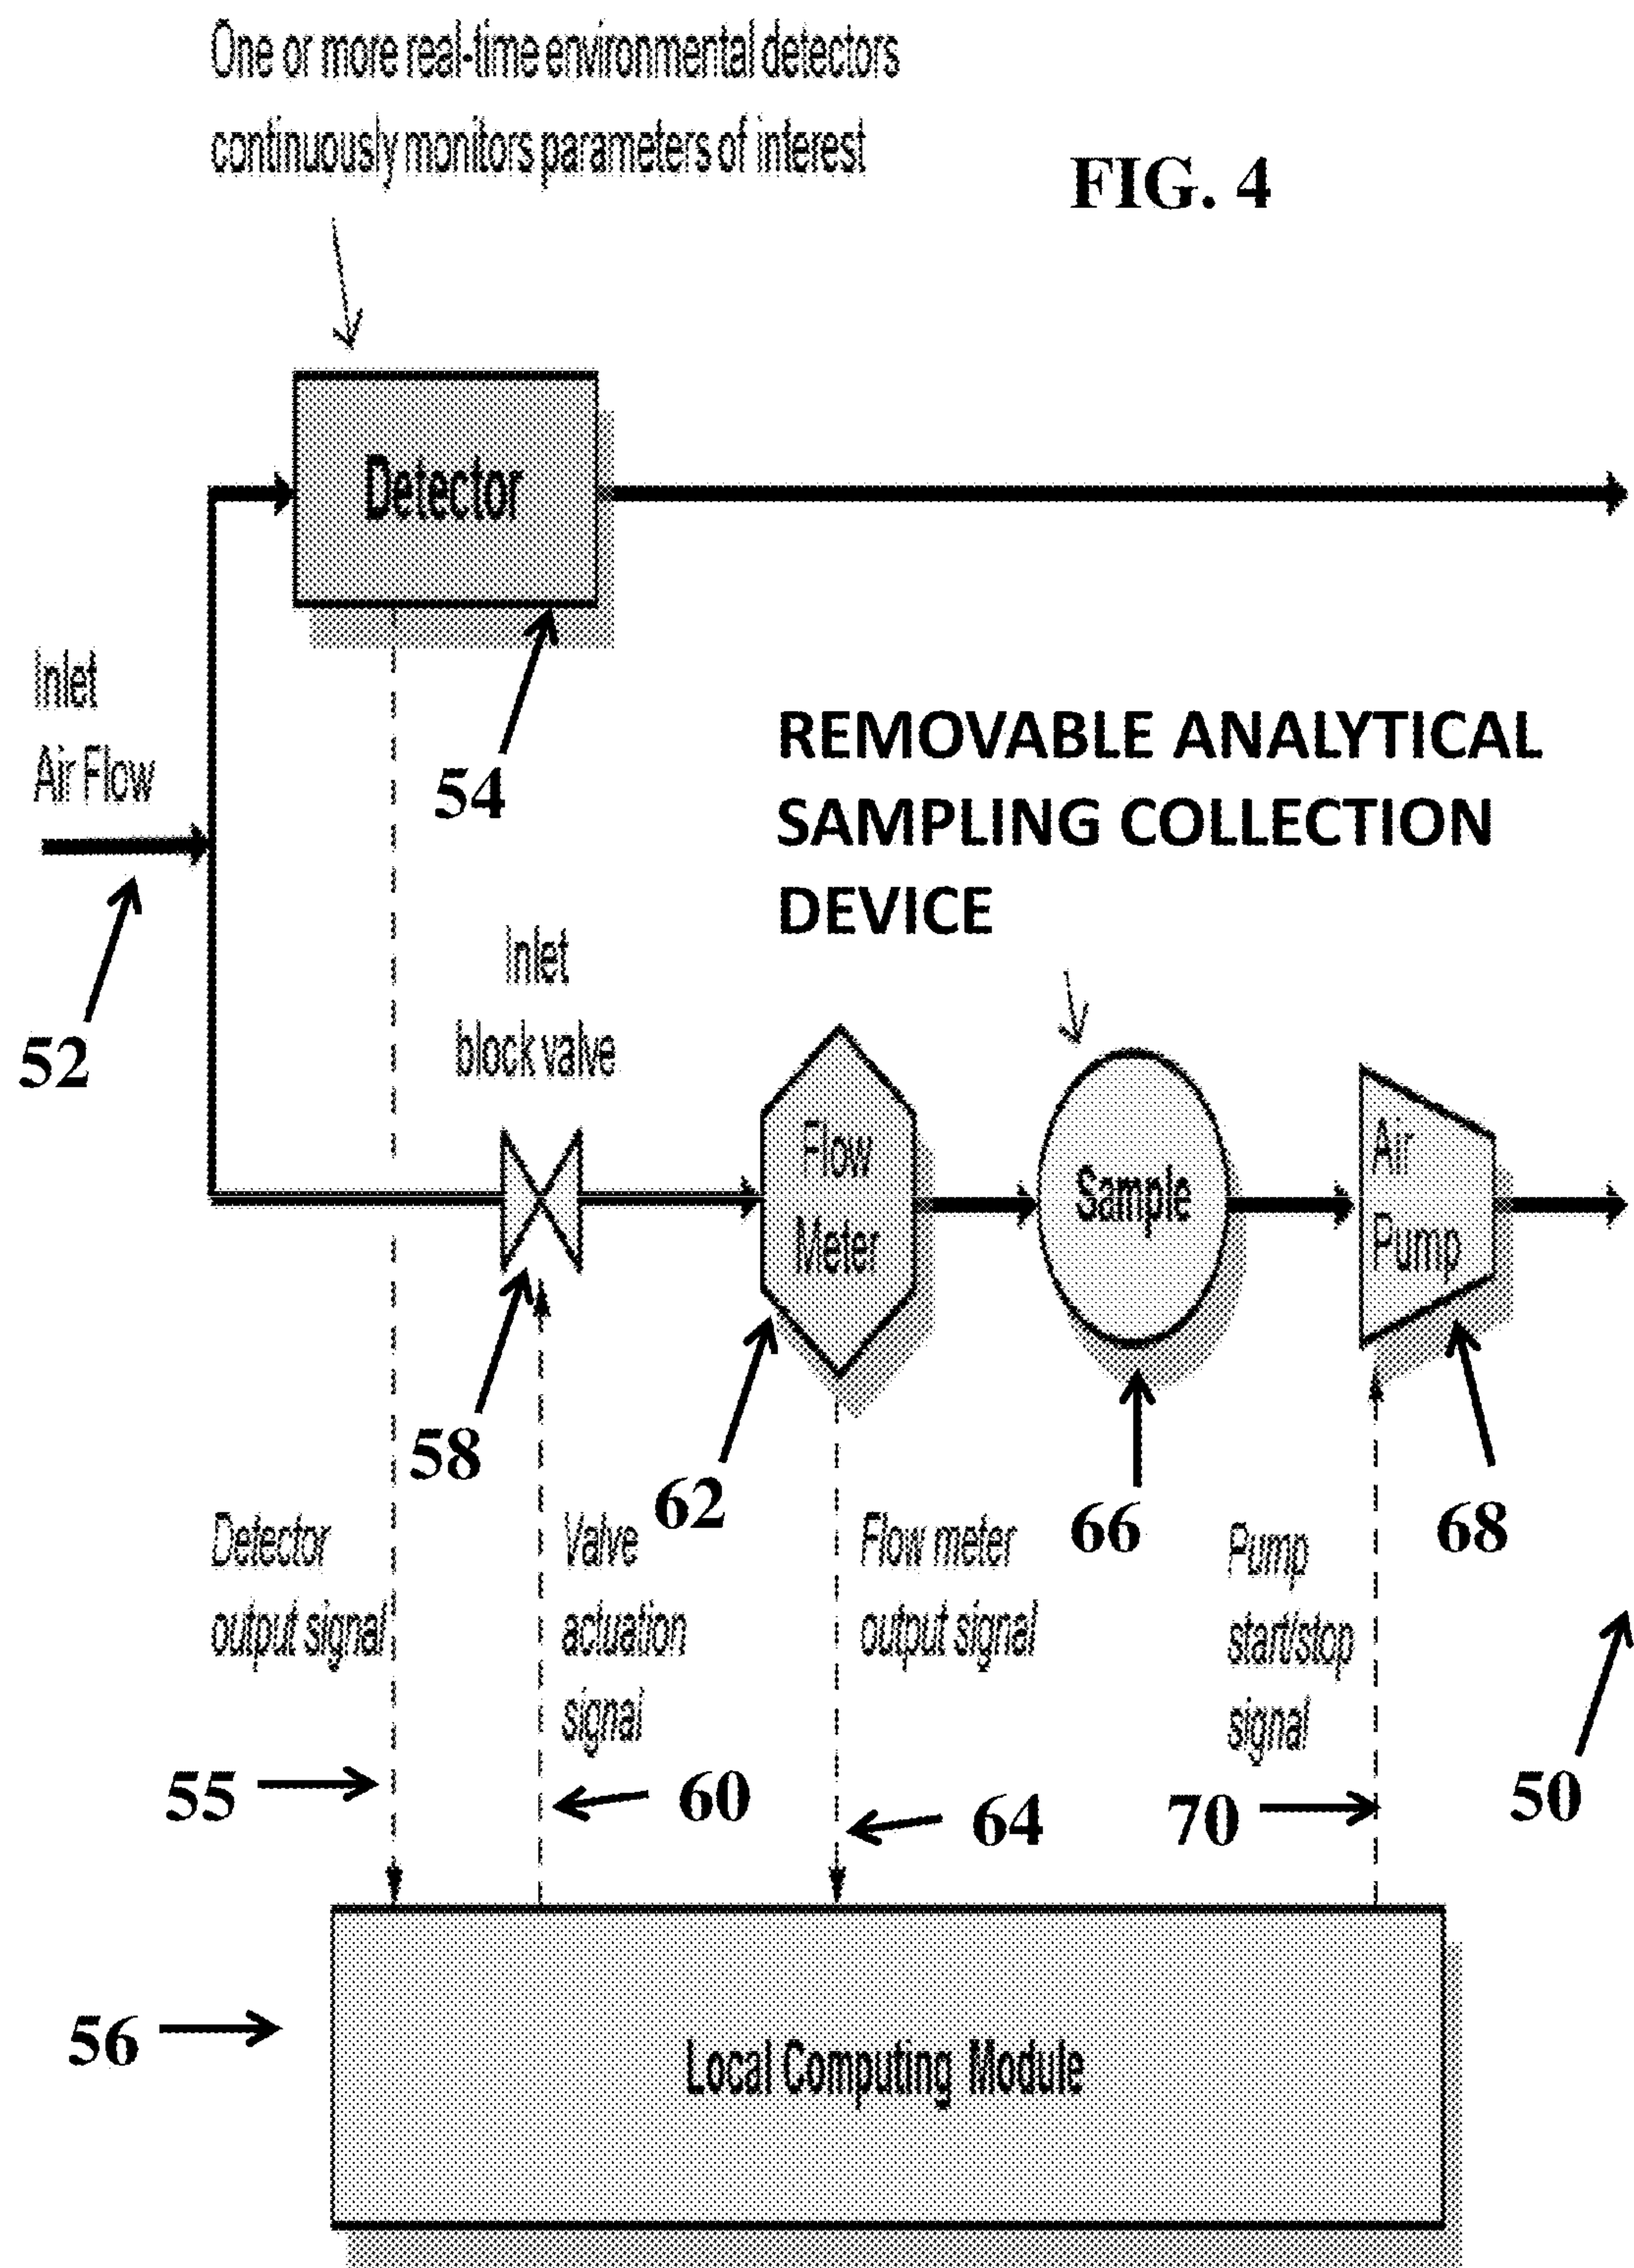 One or more real-time environmental detectors
continuously monitors parameters of interest
FIG. 4
Detector
Inlet
Air Flow
54
REMOVABLE ANALYTICAL
SAMPLING COLLECTION
DEVICE
52
Inlet
block valve
Flow
Meter
Sample
Air
Pump
58
62
66
68
Detector
output signal
Valve
actuation
signal
Flow meter
output signal
Pump
start/stop
signal
55
60
64
70
50
56
Local Computing Module